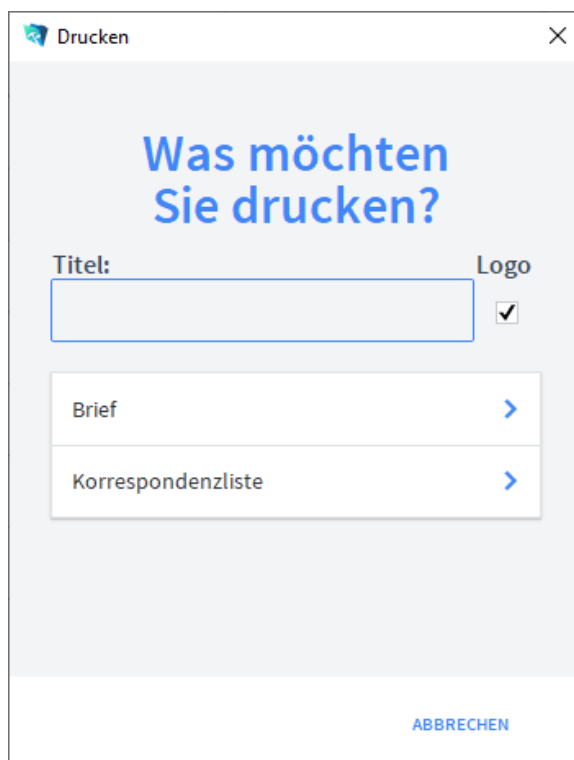 Drucken
Was möchten
Sie drucken?
Titel: Logo
Brief
Korrespondenzliste
ABBRECHEN